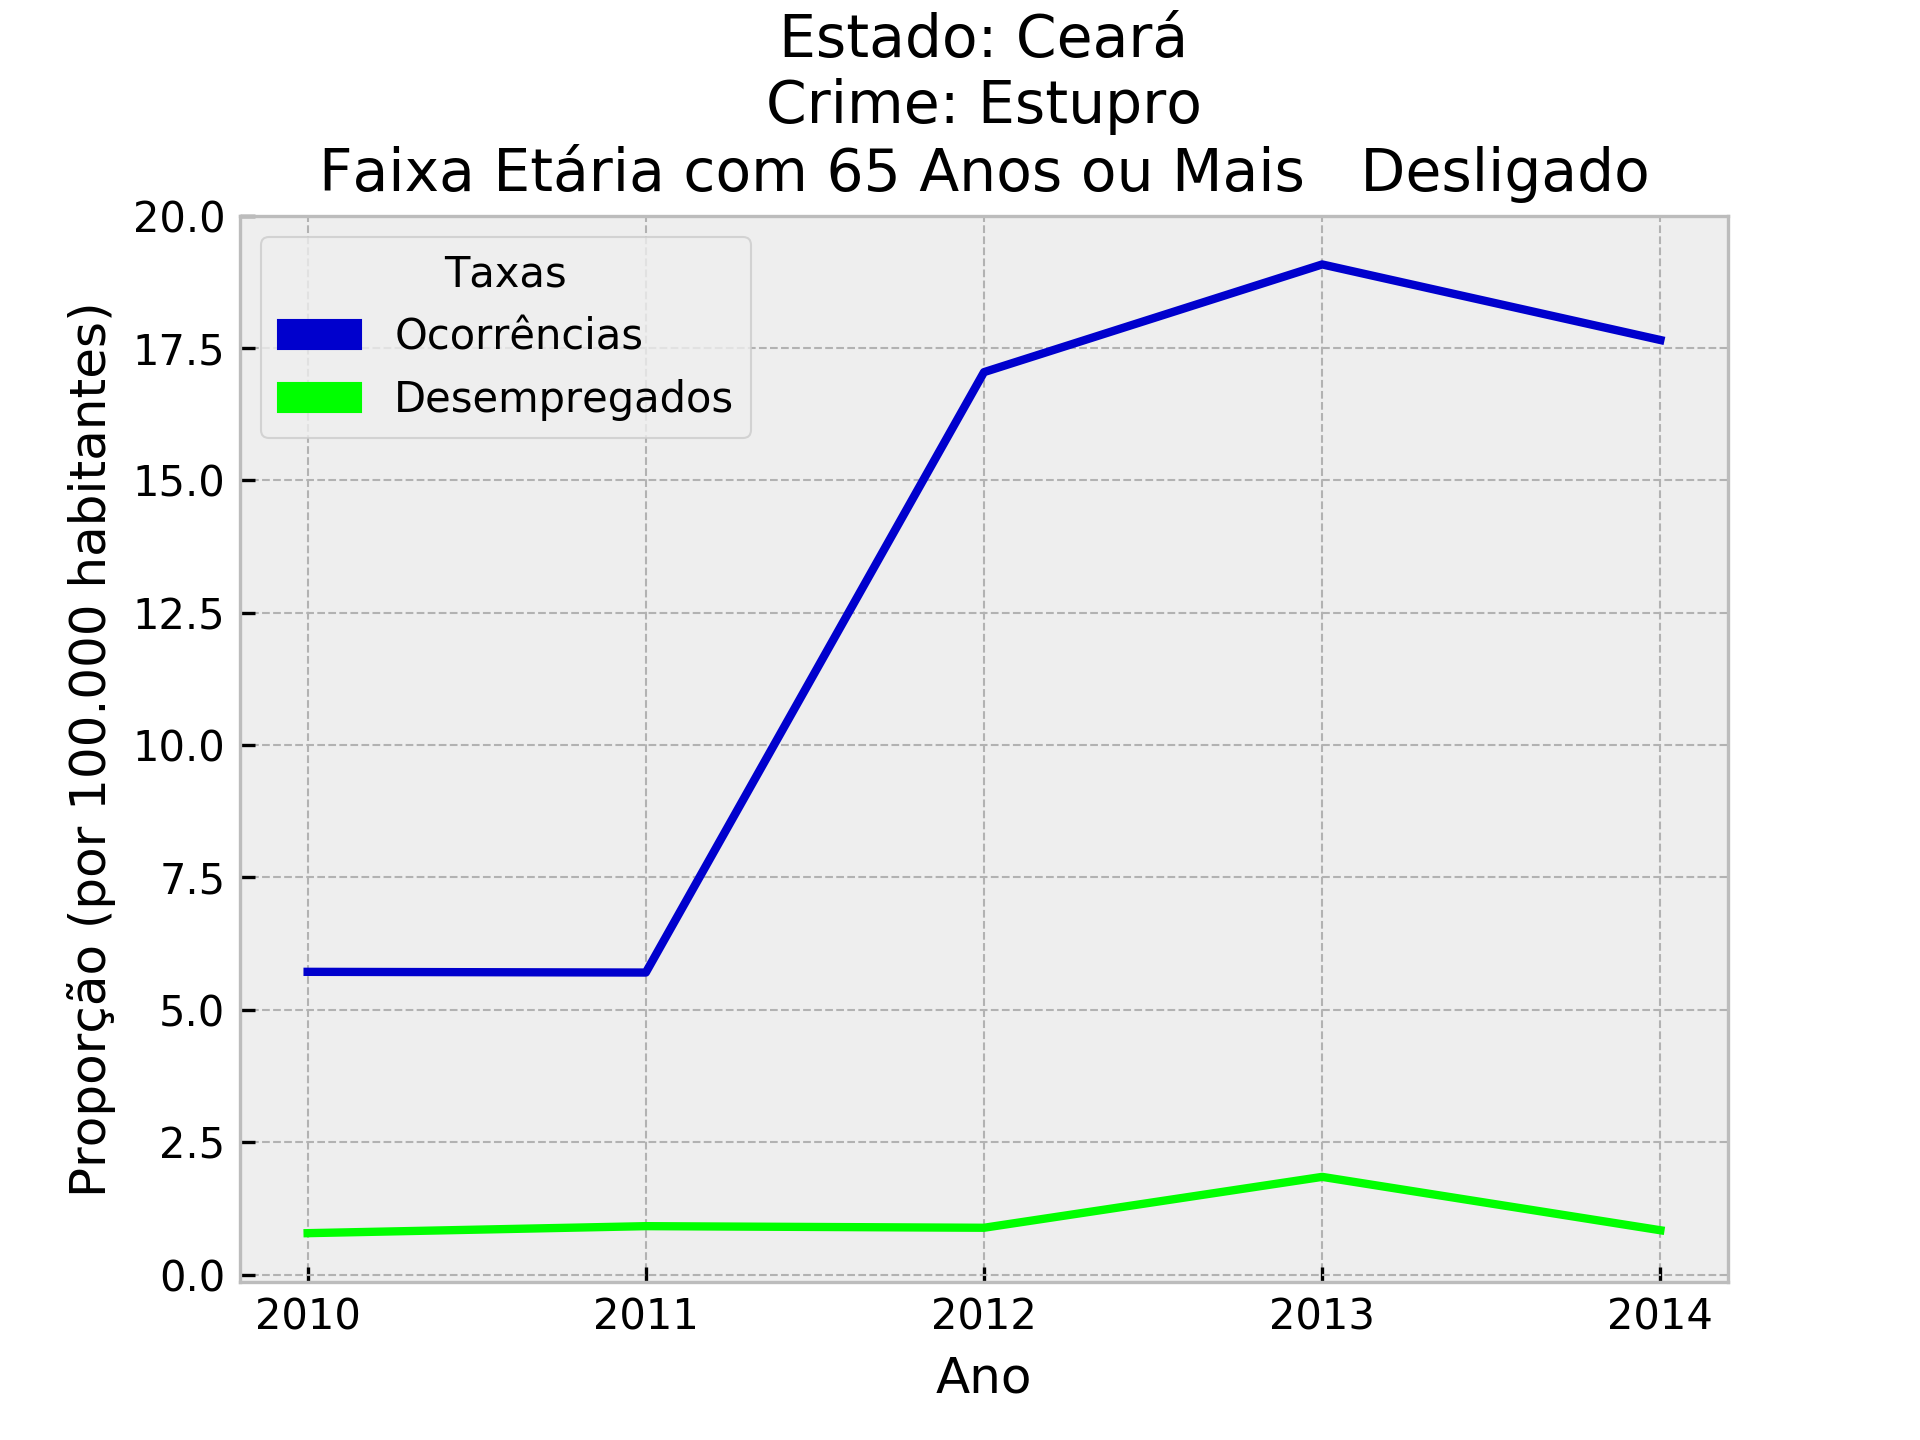 Estado: Ceará
Crime: Estupro
Faixa Etária com 65 Anos ou Mais   Desligado
Taxas
Ocorrências
Desempregados
Proporção (por 100.000 habitantes)
20.0
17.5
15.0
12.5
10.0
7.5
5.0
2.5
0.0
2010 2011 2012 2013 2014
Ano